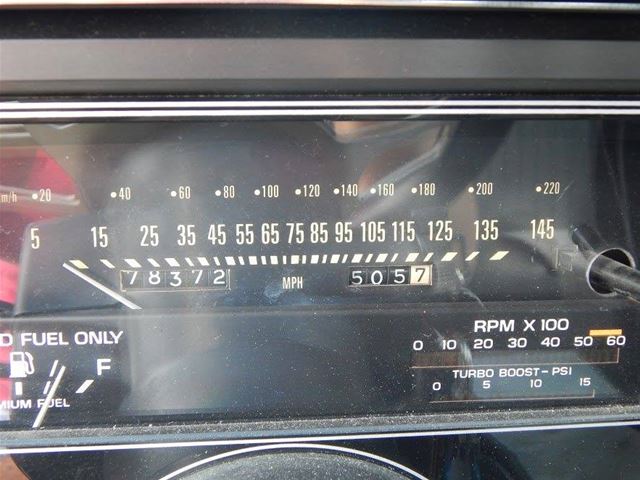 m/h •20 •40 •60 •80 •100 •120 •140 •160 •180 •200 •220
5 15 25 35 45 55 65 75 85 95 105 115 125 135 145
78372 MPH 5057
D FUEL ONLY
F
MIUM FUEL
RPM X 100
0 10 20 30 40 50 60
TURBO BOOST-PSI
0 5 10 15